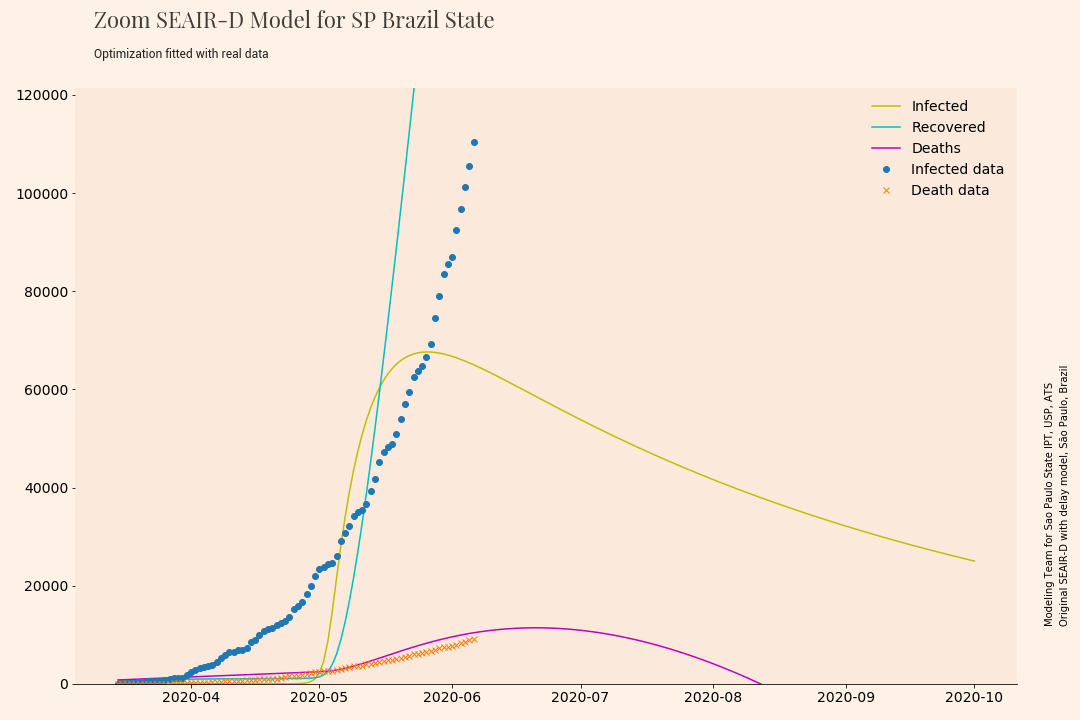 Zoom SEAIR-D Model for SP Brazil State
Optimization fitted with real data
120000
100000
80000
60000
40000
20000
0
2020-04
2020-05
2020-06
2020-07
2020-08
2020-09
2020-10
Infected
Recovered
Deaths
Infected data
Death data
Modeling Team for Sao Paulo State IPT, USP, ATS
Original SEAIR-D with delay model, São Paulo, Brazil